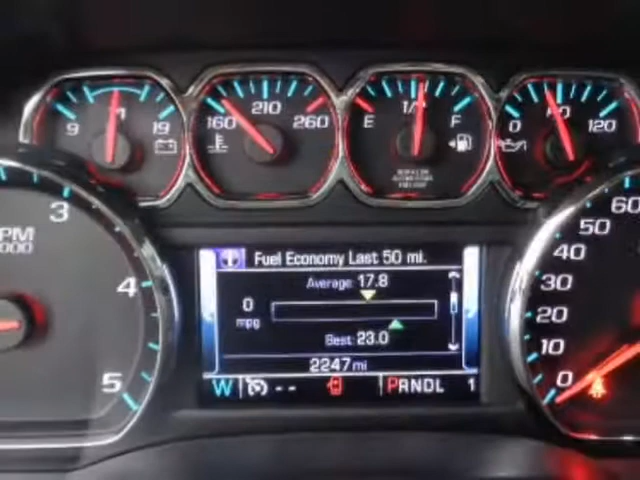 9 19
160 210 260
E 1/2 F
0 120
3
4
5
Fuel Economy Last 50 mi.
Average: 17.8
0
mpg
Best: 23.0
2247 mi
W -- PRNDL 1
60
50
40
30
20
10
0